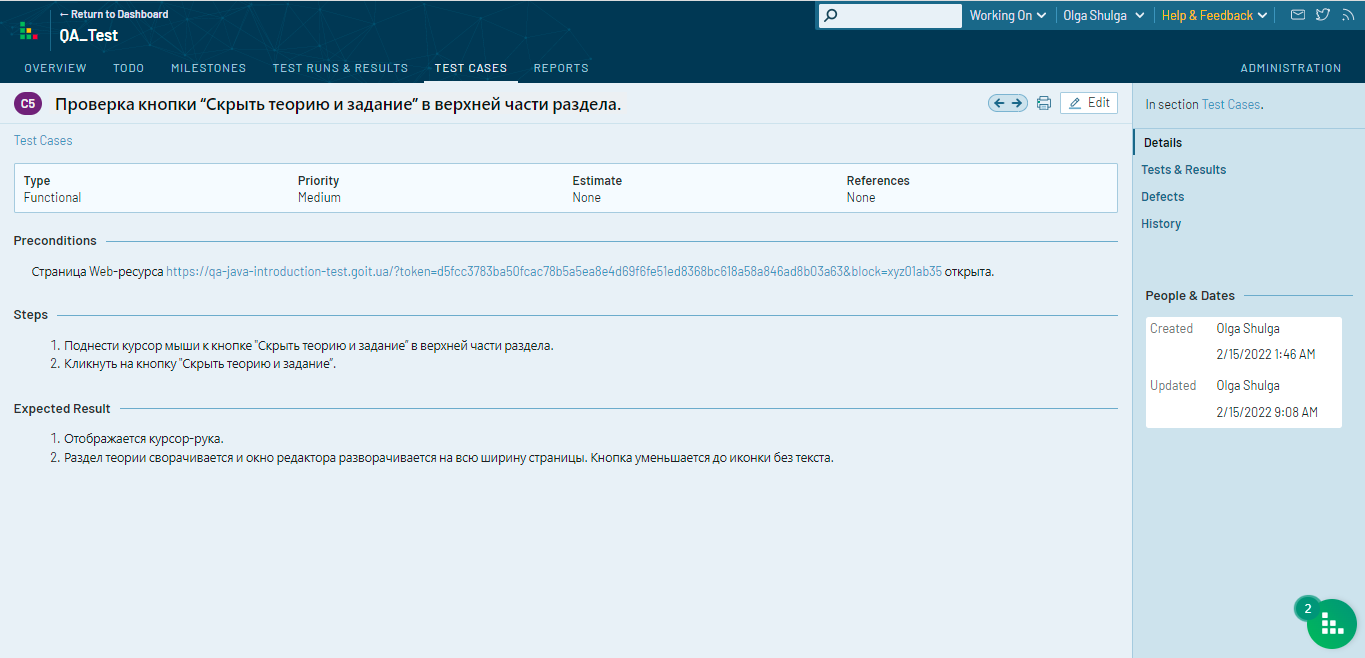 ← Return to Dashboard
QA_Test
Working On
Olga Shulga
Help & Feedback
OVERVIEW TODO MILESTONES TEST RUNS & RESULTS TEST CASES REPORTS ADMINISTRATION
C5 Проверка кнопки “Скрыть теорию и задание” в верхней части раздела.
Edit
In section Test Cases.
Test Cases
Details
Tests & Results
Defects
History
Type Priority Estimate References
Functional Medium None None
Preconditions
Страница Web-ресурса https://qa-java-introduction-test.goit.ua/?token=d5fcc3783ba50fcac78b5a5ea8e4d69f6fe51ed8368bc618a58a846ad8b03a63&block=xyz01ab35 открыта.
Steps
1. Поднести курсор мыши к кнопке "Скрыть теорию и задание" в верхней части раздела.
2. Кликнуть на кнопку "Скрыть теорию и задание".
Expected Result
1. Отображается курсор-рука.
2. Раздел теории сворачивается и окно редактора разворачивается на всю ширину страницы. Кнопка уменьшается до иконки без текста.
People & Dates
Created Olga Shulga
2/15/2022 1:46 AM
Updated Olga Shulga
2/15/2022 9:08 AM
2